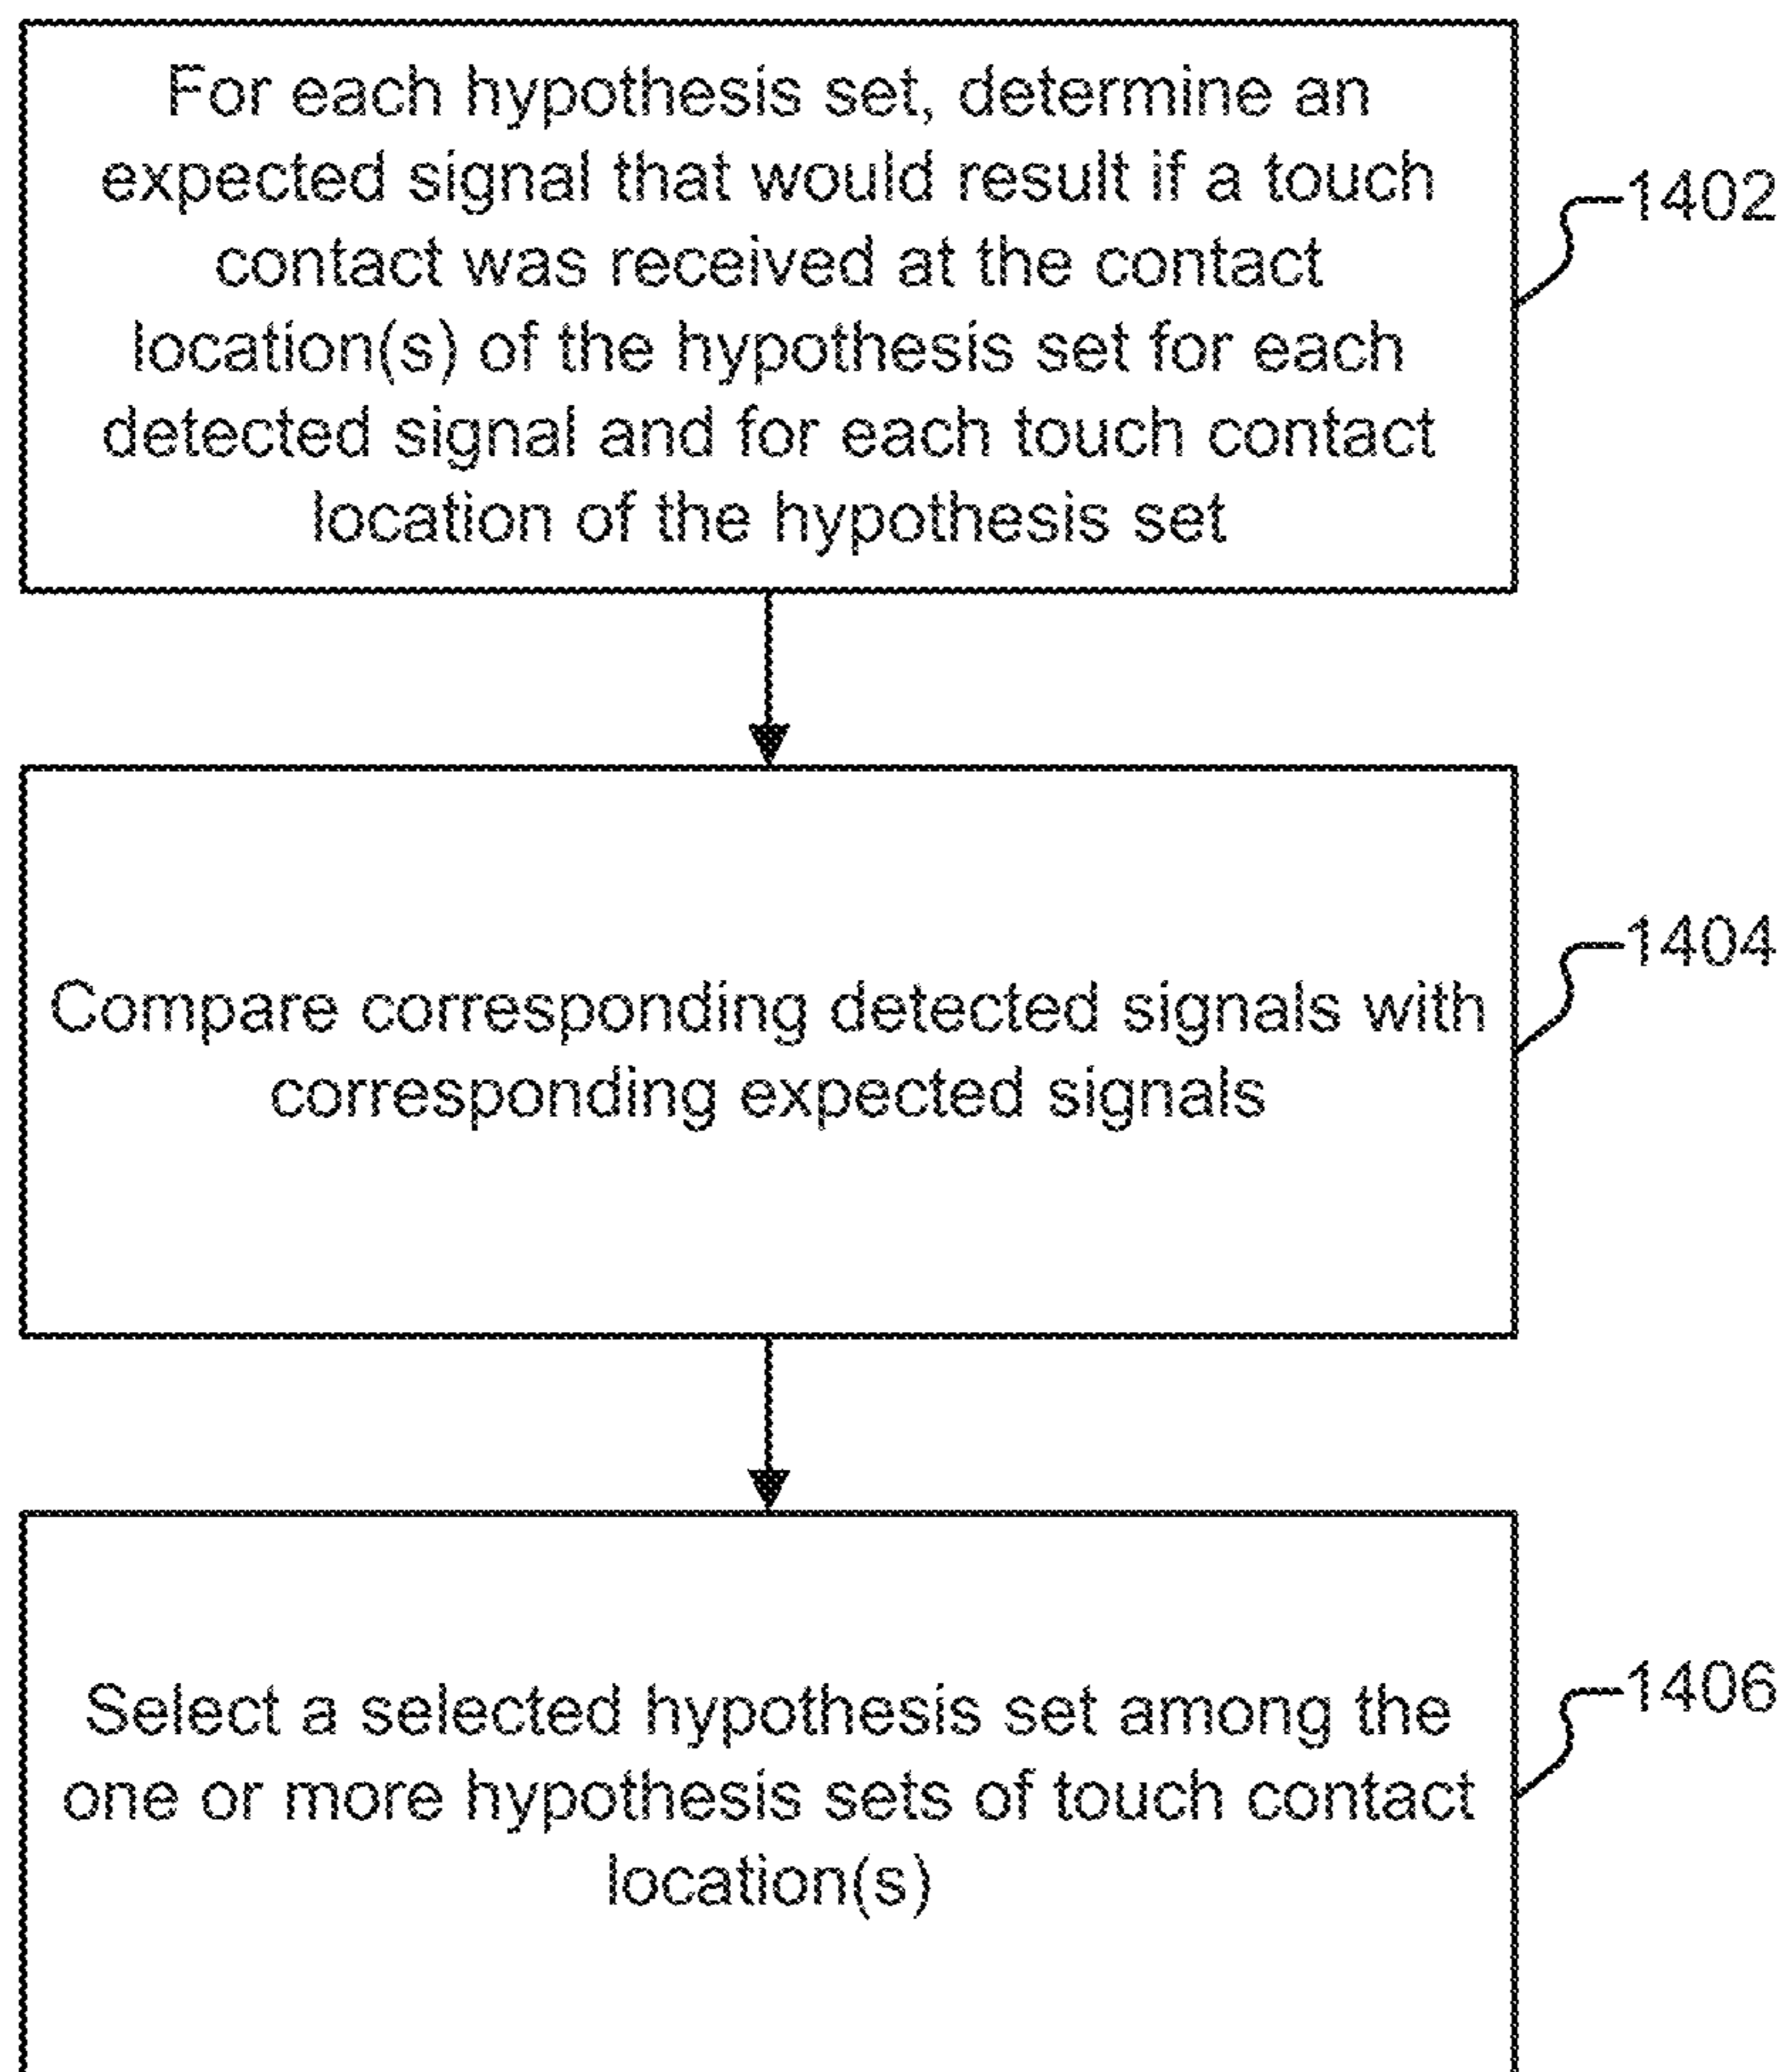 For each hypothesis set, determine an
expected signal that would result if a touch
contact was received at the contact
location(s) of the hypothesis set for each
detected signal and for each touch contact
location of the hypothesis set
1402
Compare corresponding detected signals with
corresponding expected signals
1404
Select a selected hypothesis set among the
one or more hypothesis sets of touch contact
location(s)
1406